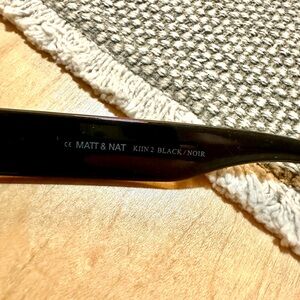 CE MATT & NAT KIIN 2 BLACK/NOIR